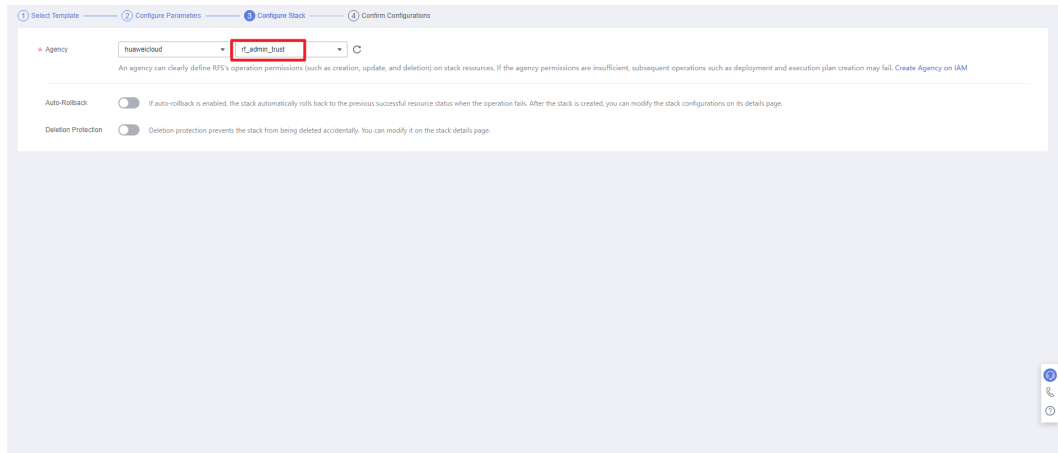 1 Select Template 2 Configure Parameters 3 Configure Stack 4 Confirm Configurations
* Agency huaweicloud rf_admin_trust
An agency can clearly define RFS's operation permissions (such as creation, update, and deletion) on stack resources. If the agency permissions are insufficient, subsequent operations such as deployment and execution plan creation may fail. Create Agency on IAM
Auto-Rollback If auto-rollback is enabled, the stack automatically rolls back to the previous successful resource status when the operation fails. After the stack is created, you can modify the stack configurations on its details page.
Deletion Protection Deletion protection prevents the stack from being deleted accidentally. You can modify it on the stack details page.